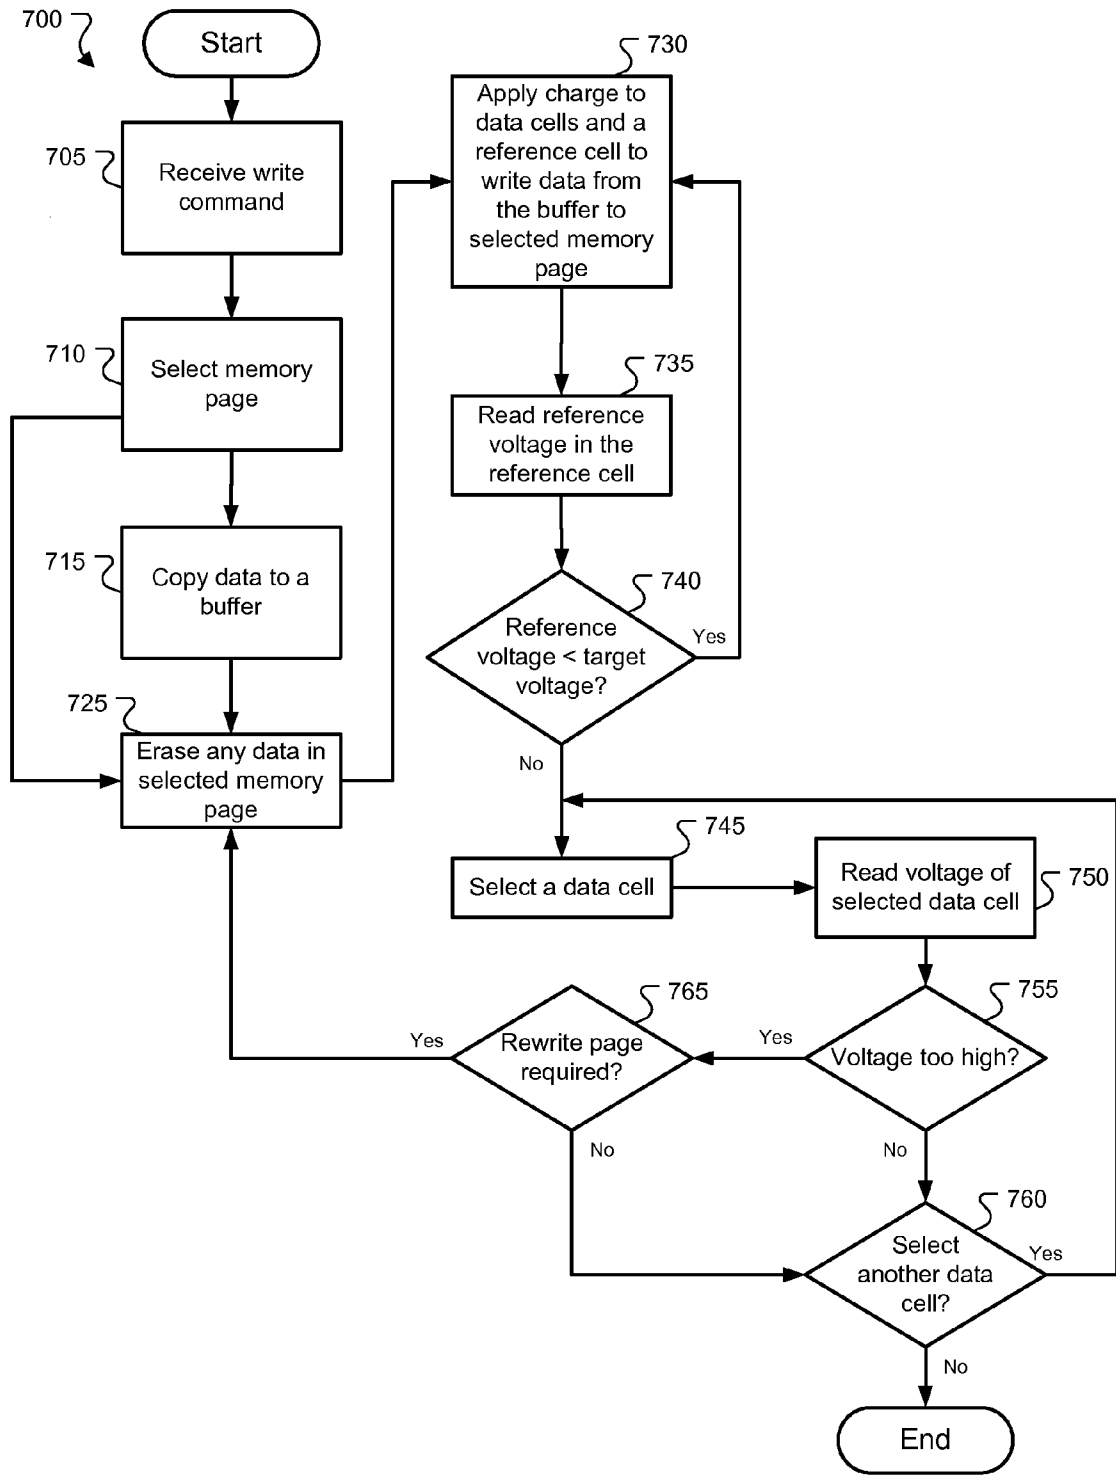 700
Start
705
Receive write
command
710
Select memory
page
715
Copy data to a
buffer
725
Erase any data in
selected memory
page
730
Apply charge to
data cells and a
reference cell to
write data from
the buffer to
selected memory
page
735
Read reference
voltage in the
reference cell
740
Reference
voltage < target
voltage?
Yes
No
745
Select a data cell
750
Read voltage of
selected data cell
755
Voltage too high?
Yes
No
765
Rewrite page
required?
Yes
No
760
Select
another data
cell?
Yes
No
End